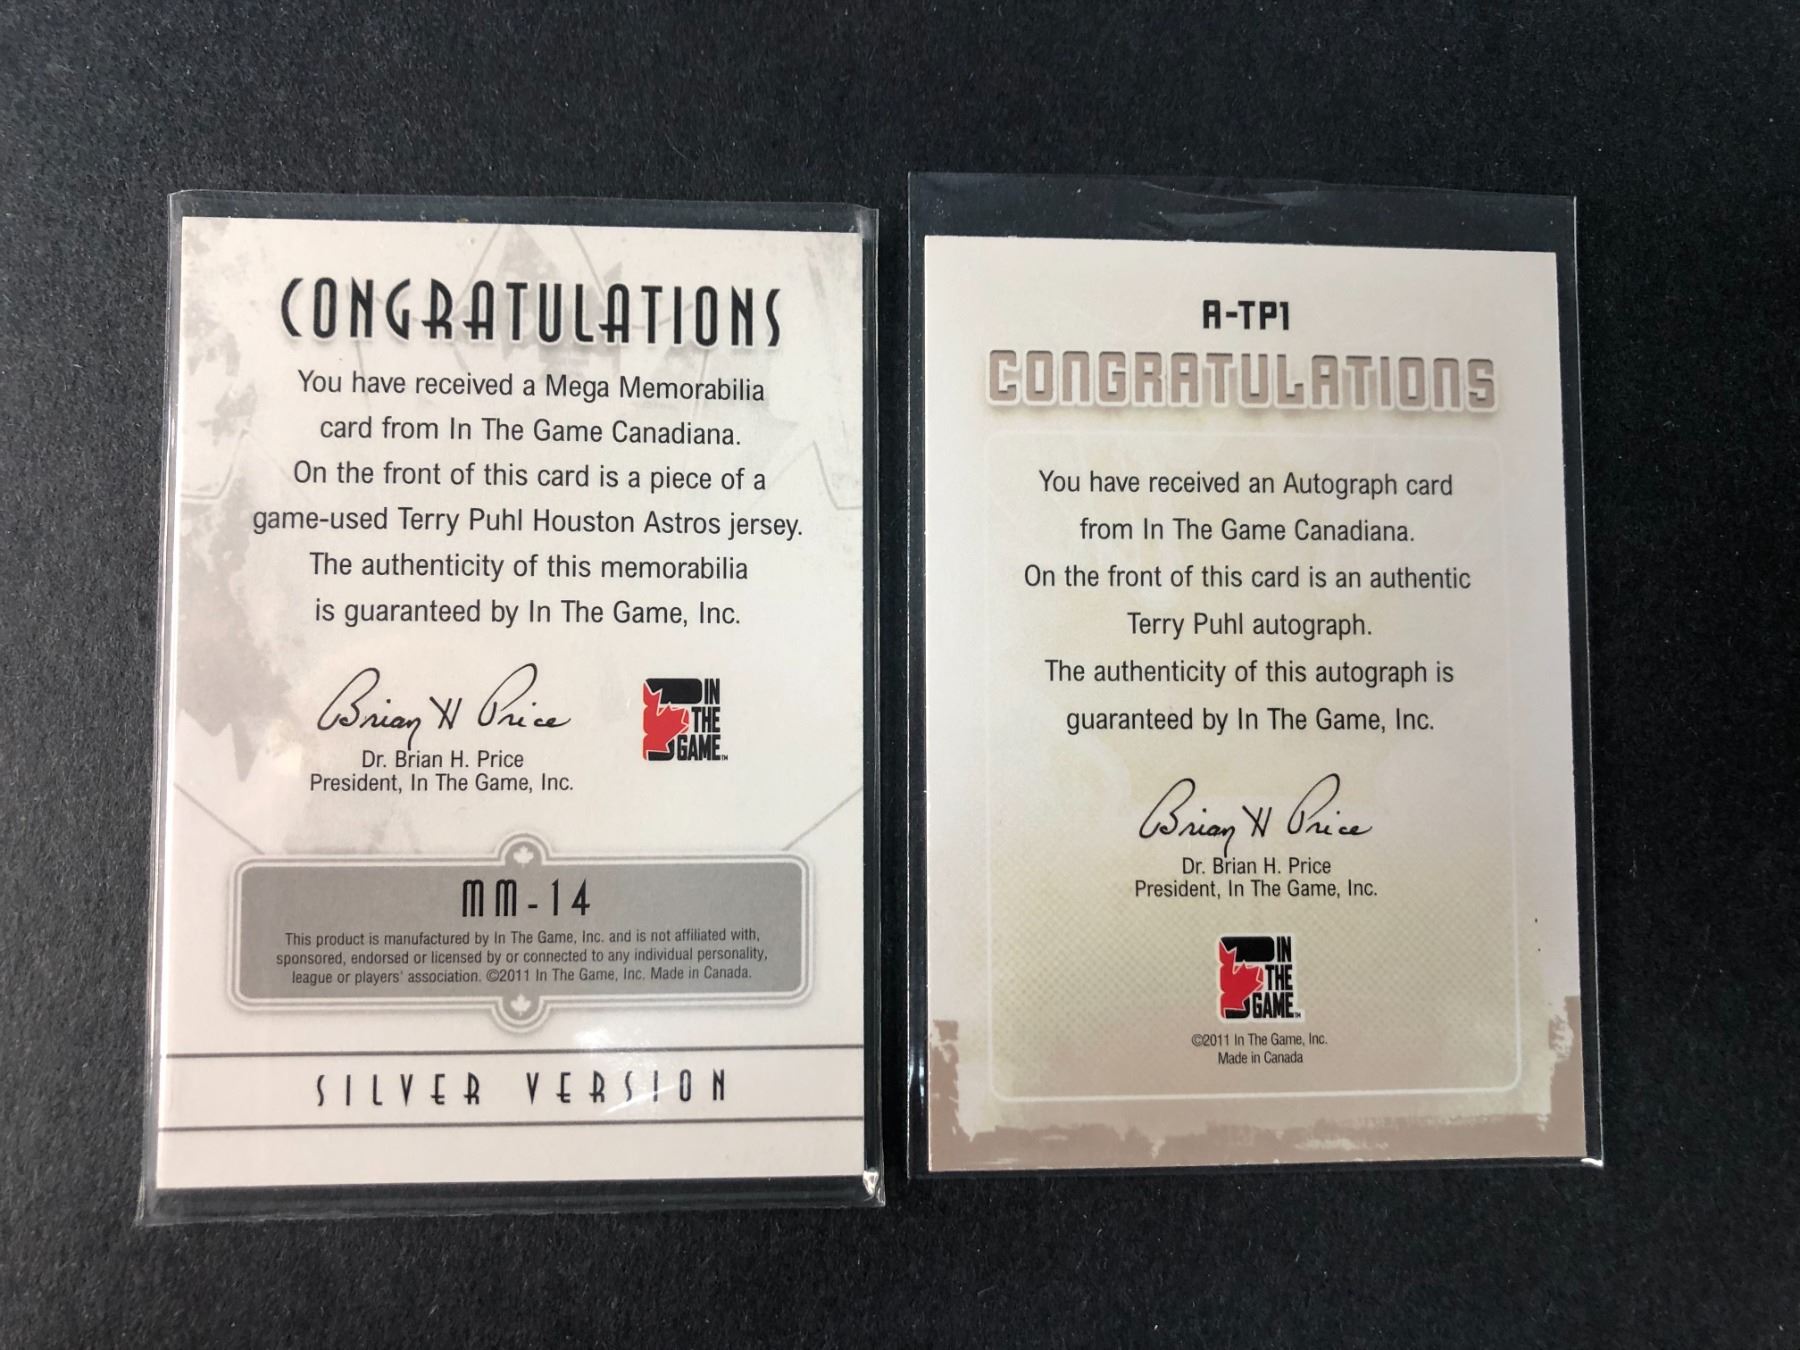 CONGRATULATIONS
You have received a Mega Memorabilia
card from In The Game Canadiana.
On the front of this card is a piece of a
game-used Terry Puhl Houston Astros jersey.
The authenticity of this memorabilia
is guaranteed by In The Game, Inc.
Brian H Price
Dr. Brian H. Price
President, In The Game, Inc.
IN
THE
GAME™
MM-14
This product is manufactured by In The Game, Inc. and is not affiliated with,
sponsored, endorsed or licensed by or connected to any individual personality,
league or players' association. ©2011 In The Game, Inc. Made in Canada.
SILVER VERSION
A-TP1
CONGRATULATIONS
You have received an Autograph card
from In The Game Canadiana.
On the front of this card is an authentic
Terry Puhl autograph.
The authenticity of this autograph is
guaranteed by In The Game, Inc.
Brian H Price
Dr. Brian H. Price
President, In The Game, Inc.
IN
THE
GAME™
©2011 In The Game, Inc.
Made in Canada